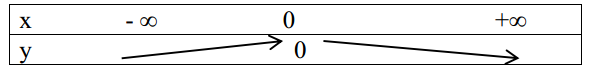 x - ∞ 0 +∞
y 0